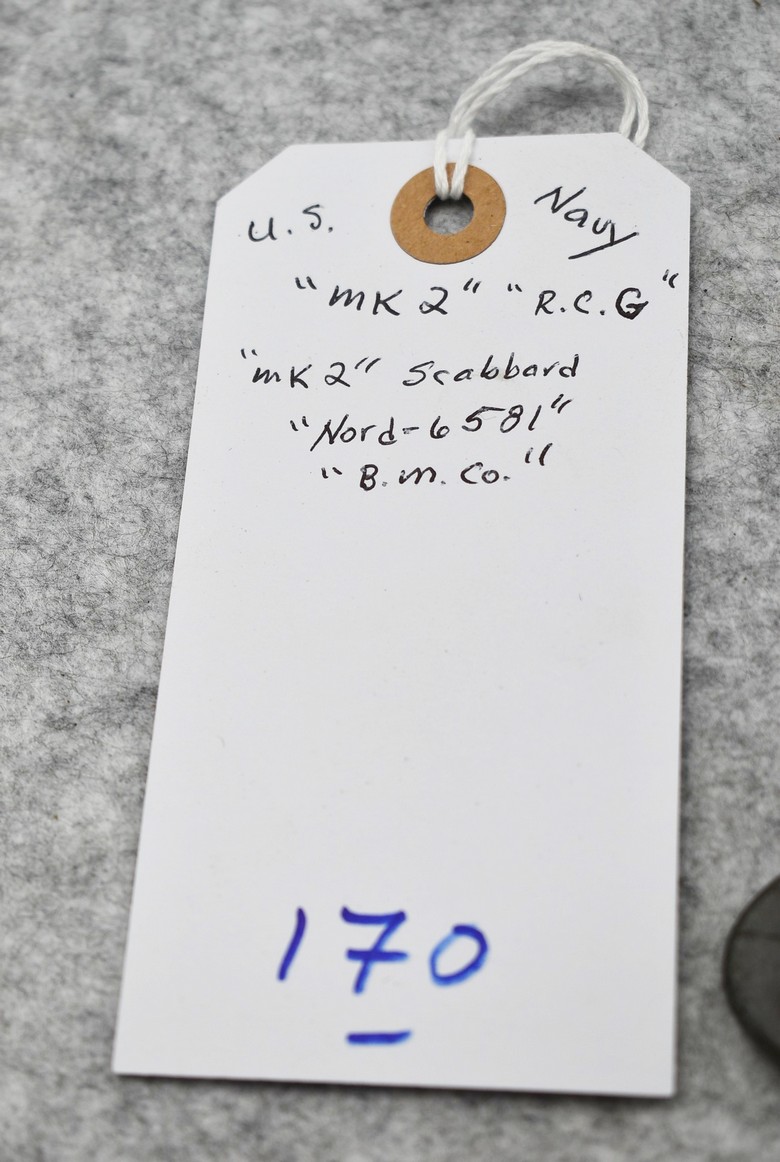 U.S. Navy
"mK 2" "R.C.G"
"mK 2" Scabbard
"Nord-6581"
"B.m.Co."
170